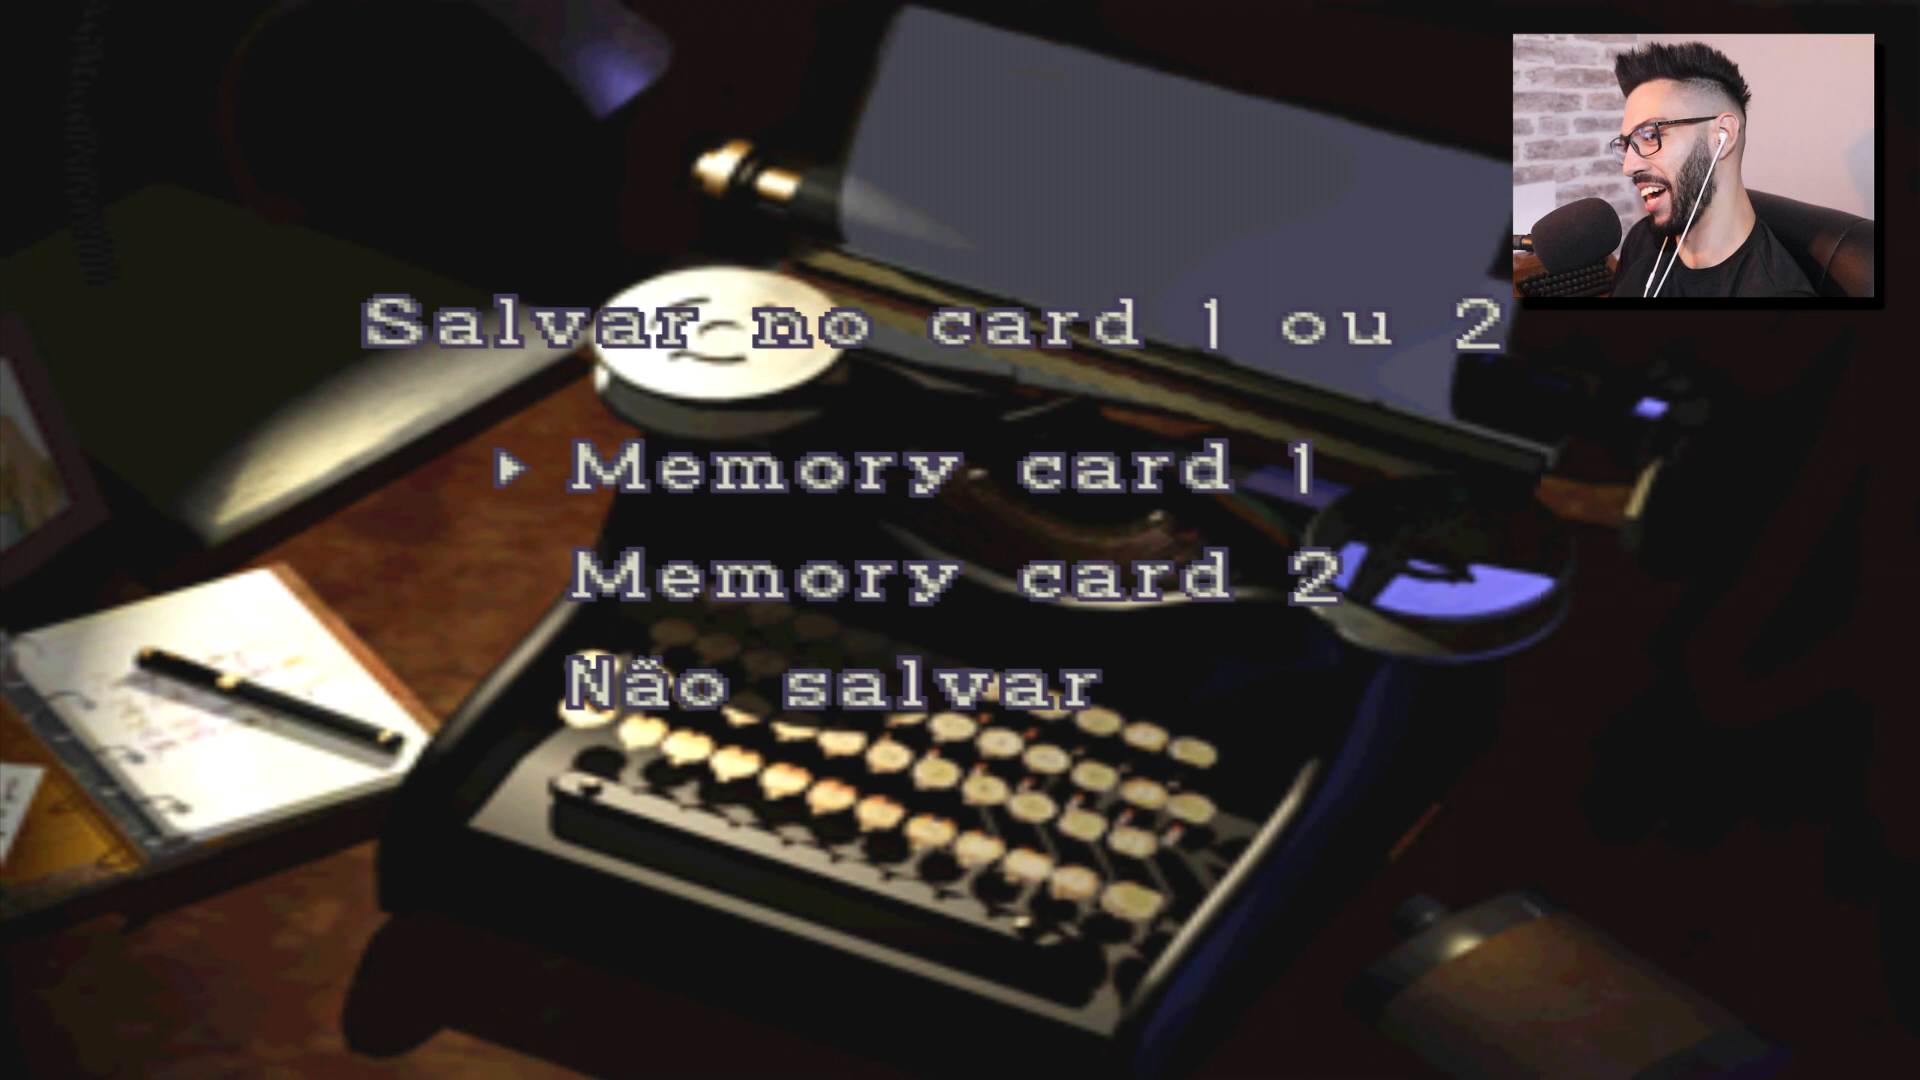 Salvar no card 1 ou 2
Memory card 1
Memory card 2
Não salvar